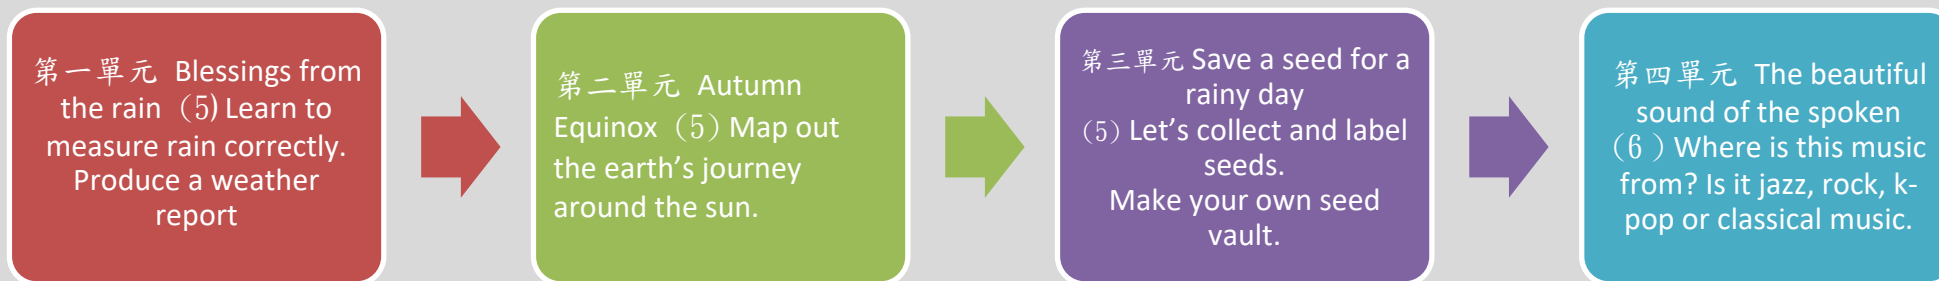 第一單元 Blessings from
the rain（5) Learn to
measure rain correctly.
Produce a weather
report
第二單元 Autumn
Equinox（5）Map out
the earth’s journey
around the sun.
第三單元 Save a seed for a
rainy day
（5）Let’s collect and label
seeds.
Make your own seed
vault.
第四單元 The beautiful
sound of the spoken
（6 ）Where is this music
from? Is it jazz, rock, k-
pop or classical music.